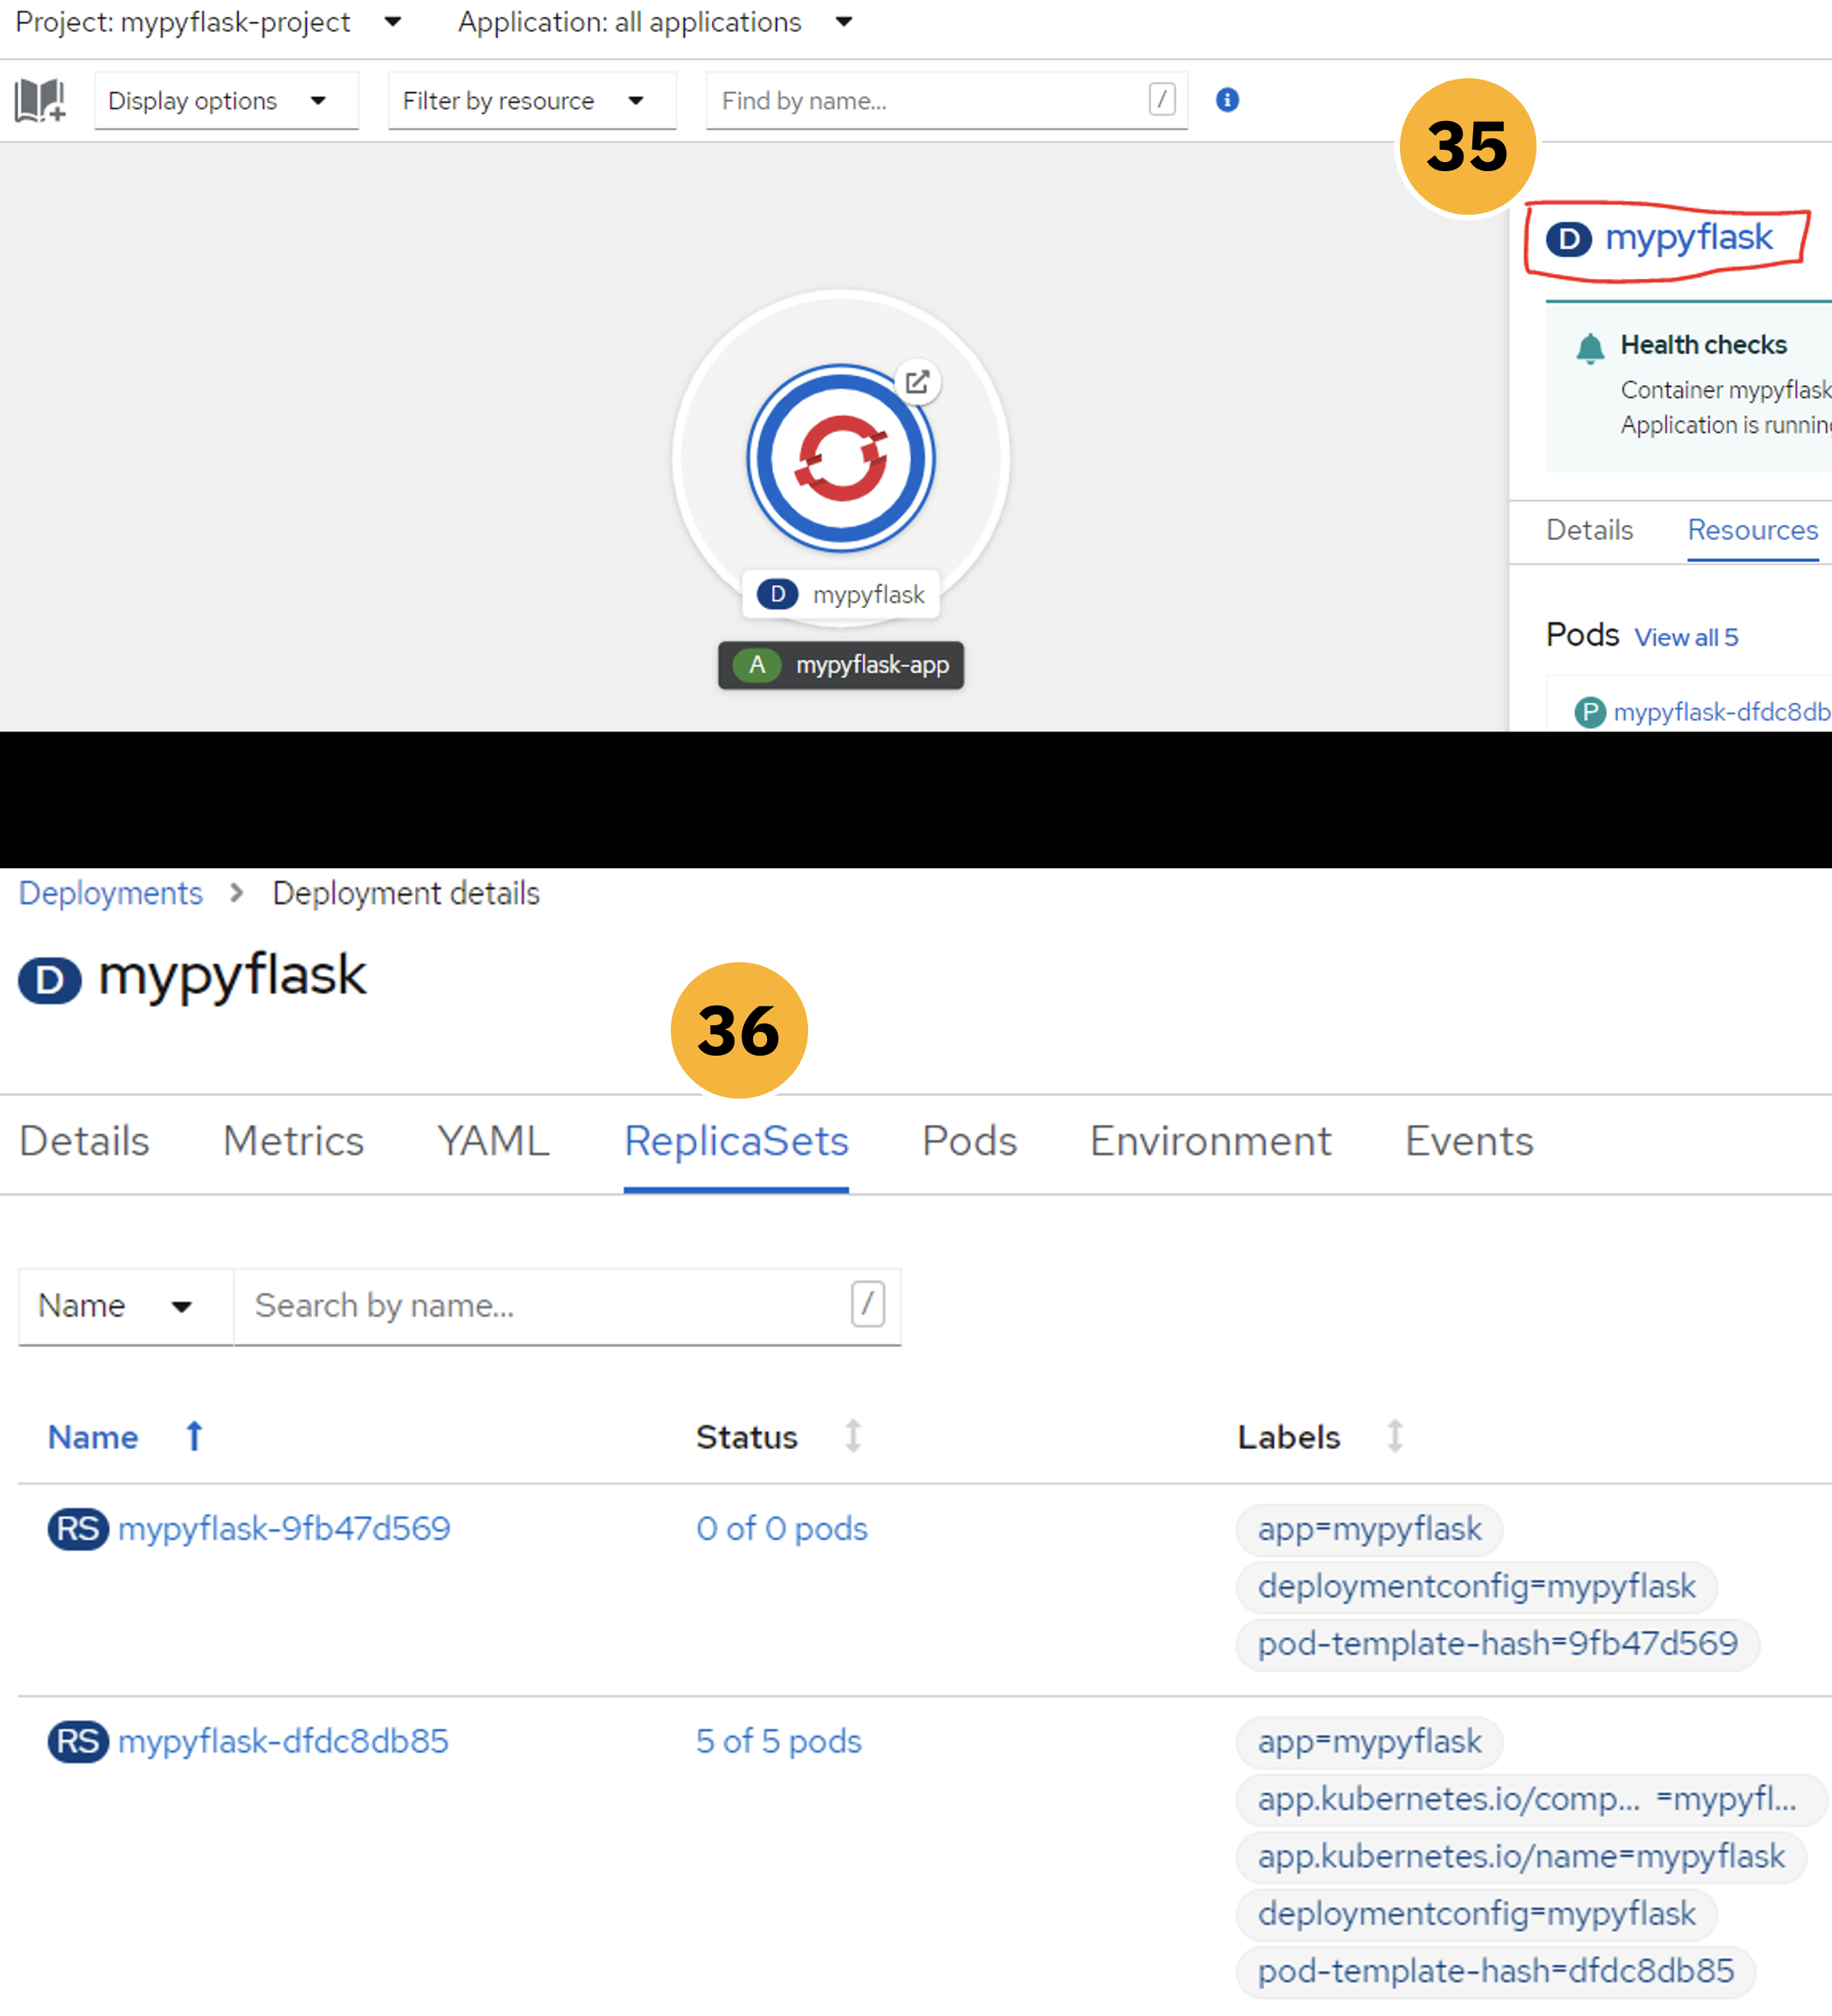 Project: mypyflask-project Application: all applications
Display options Filter by resource Find by name... /
35
D mypyflask
Health checks
Container mypyflask
Application is running
Details Resources
Pods View all 5
P mypyflask-dfdc8db
D mypyflask
A mypyflask-app
Deployments > Deployment details
D mypyflask
36
Details Metrics YAML ReplicaSets Pods Environment Events
Name Search by name... /
Name Status Labels
RS mypyflask-9fb47d569 0 of 0 pods app=mypyflask
deploymentconfig=mypyflask
pod-template-hash=9fb47d569
RS mypyflask-dfdc8db85 5 of 5 pods app=mypyflask
app.kubernetes.io/comp... =mypyfl...
app.kubernetes.io/name=mypyflask
deploymentconfig=mypyflask
pod-template-hash=dfdc8db85